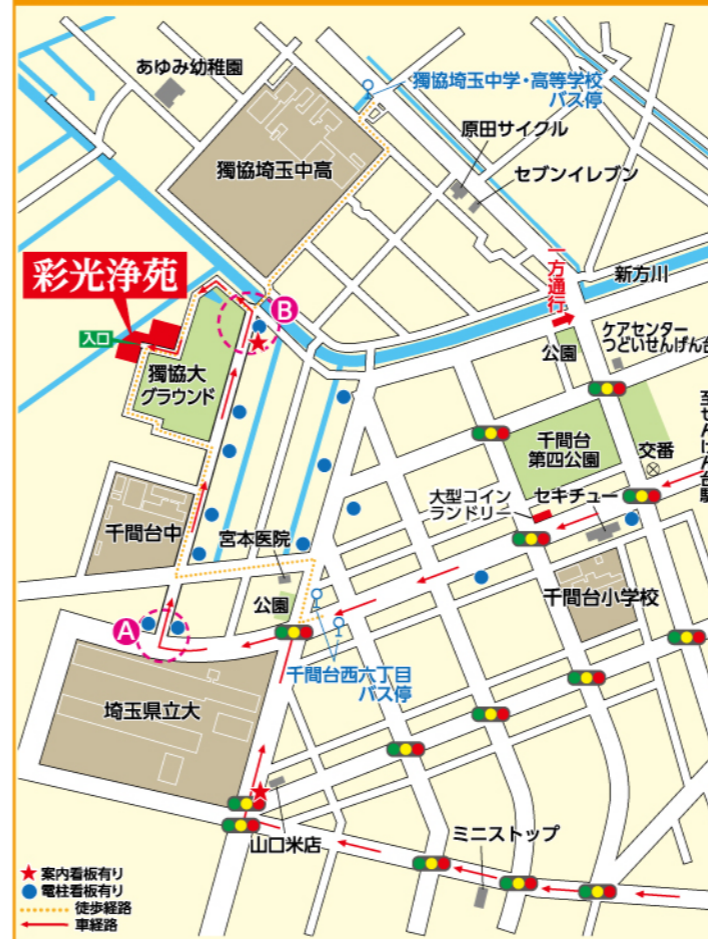 あゆみ幼稚園
獨協埼玉中学・高等学校
バス停
原田サイクル
獨協埼玉中高
セブンイレブン
彩光浄苑
一方通行
新方川
B
入口
公園
ケアセンター
つどいせんげん台
獨協大
グラウンド
至せんげん台駅
千間台
第四公園
交番
大型コイン
ランドリー
セキチュー
千間台中
宮本医院
公園
千間台小学校
A
千間台西六丁目
バス停
埼玉県立大
山口米店
ミニストップ
案内看板有り
電柱看板有り
徒歩経路
車経路